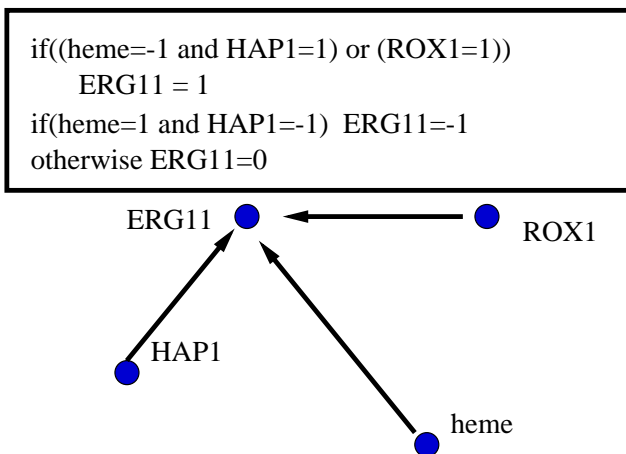 if((heme=-1 and HAP1=1) or (ROX1=1))
ERG11 = 1
if(heme=1 and HAP1=-1) ERG11=-1
otherwise ERG11=0
ERG11
ROX1
HAP1
heme